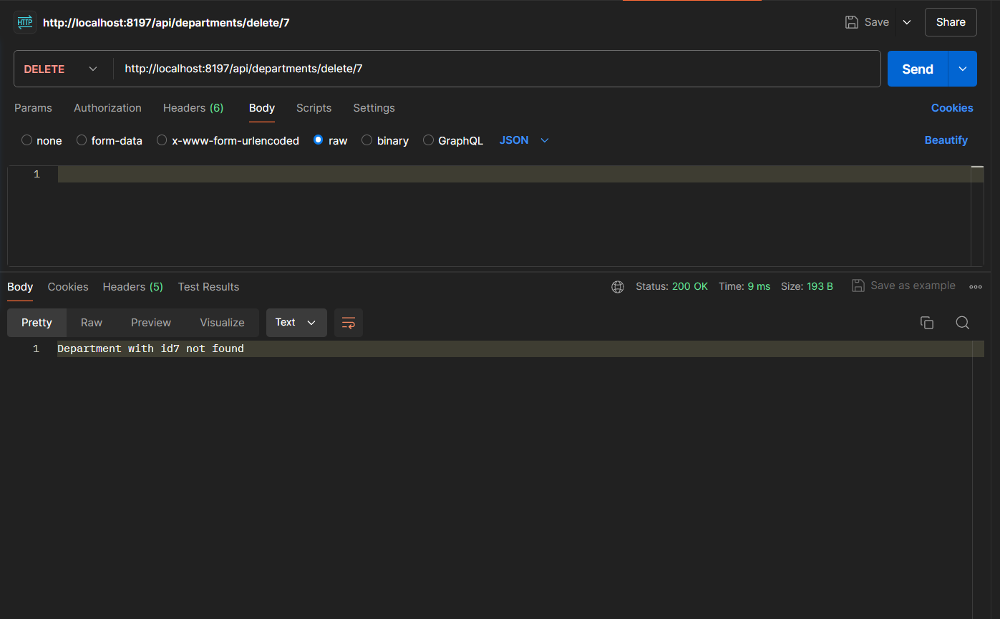 HTTP http://localhost:8197/api/departments/delete/7 Save Share
DELETE http://localhost:8197/api/departments/delete/7 Send
Params Authorization Headers (6) Body Scripts Settings Cookies
none form-data x-www-form-urlencoded raw binary GraphQL JSON Beautify
1
Body Cookies Headers (5) Test Results Status: 200 OK Time: 9 ms Size: 193 B Save as example
Pretty Raw Preview Visualize Text
1 Department with id7 not found